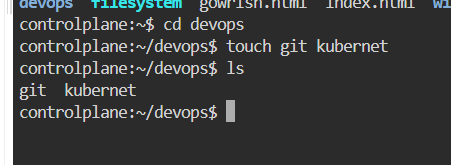 devops filesystem gowrish.html index.html wi
controlplane:~$ cd devops
controlplane:~/devops$ touch git kubernet
controlplane:~/devops$ ls
git kubernet
controlplane:~/devops$